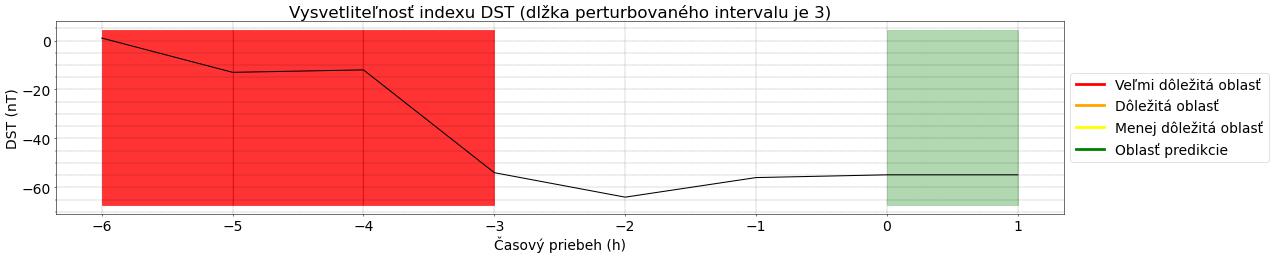 Vysvetliteľnosť indexu DST (dlžka perturbovaného intervalu je 3)
DST (nT)
0
−20
−40
−60
−6
−5
−4
−3
−2
−1
0
1
Časový priebeh (h)
Veľmi dôležitá oblasť
Dôležitá oblasť
Menej dôležitá oblasť
Oblasť predikcie